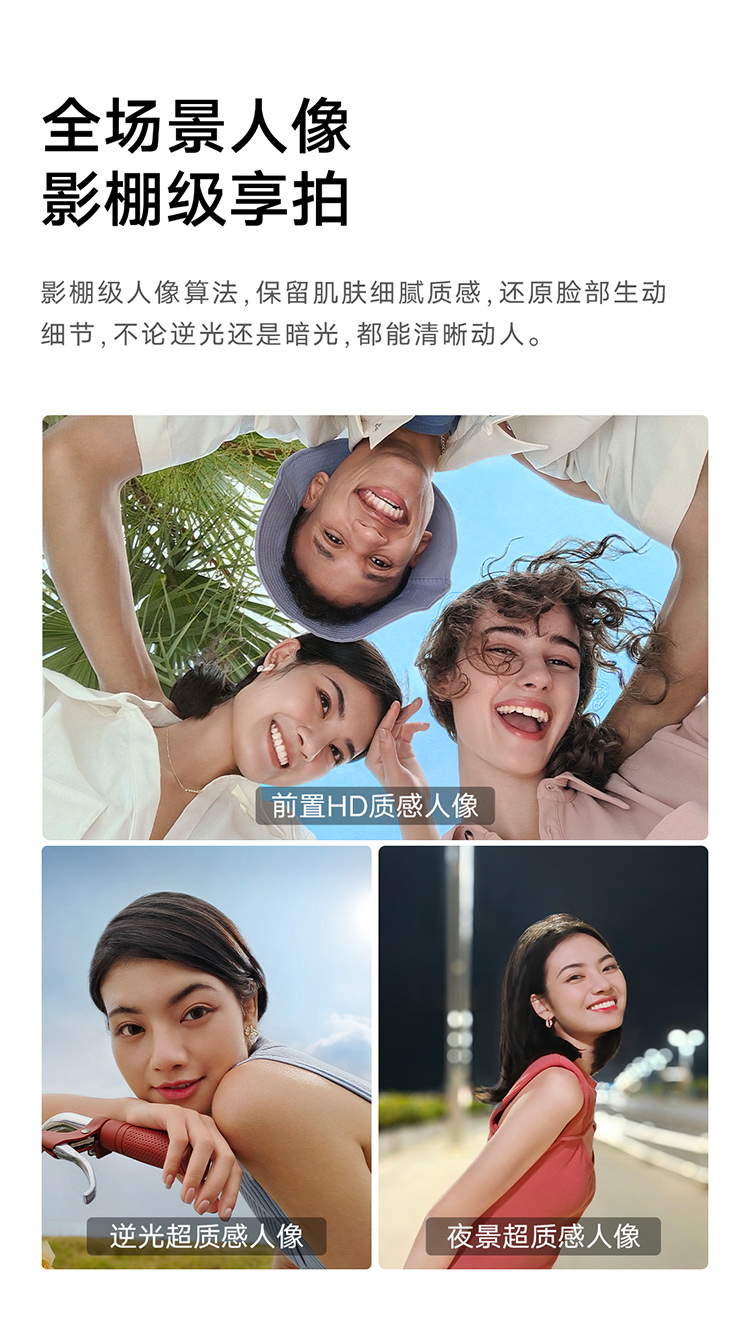 全场景人像
影棚级享拍
影棚级人像算法,保留肌肤细腻质感,还原脸部生动
细节,不论逆光还是暗光,都能清晰动人。
前置HD质感人像
逆光超质感人像
夜景超质感人像